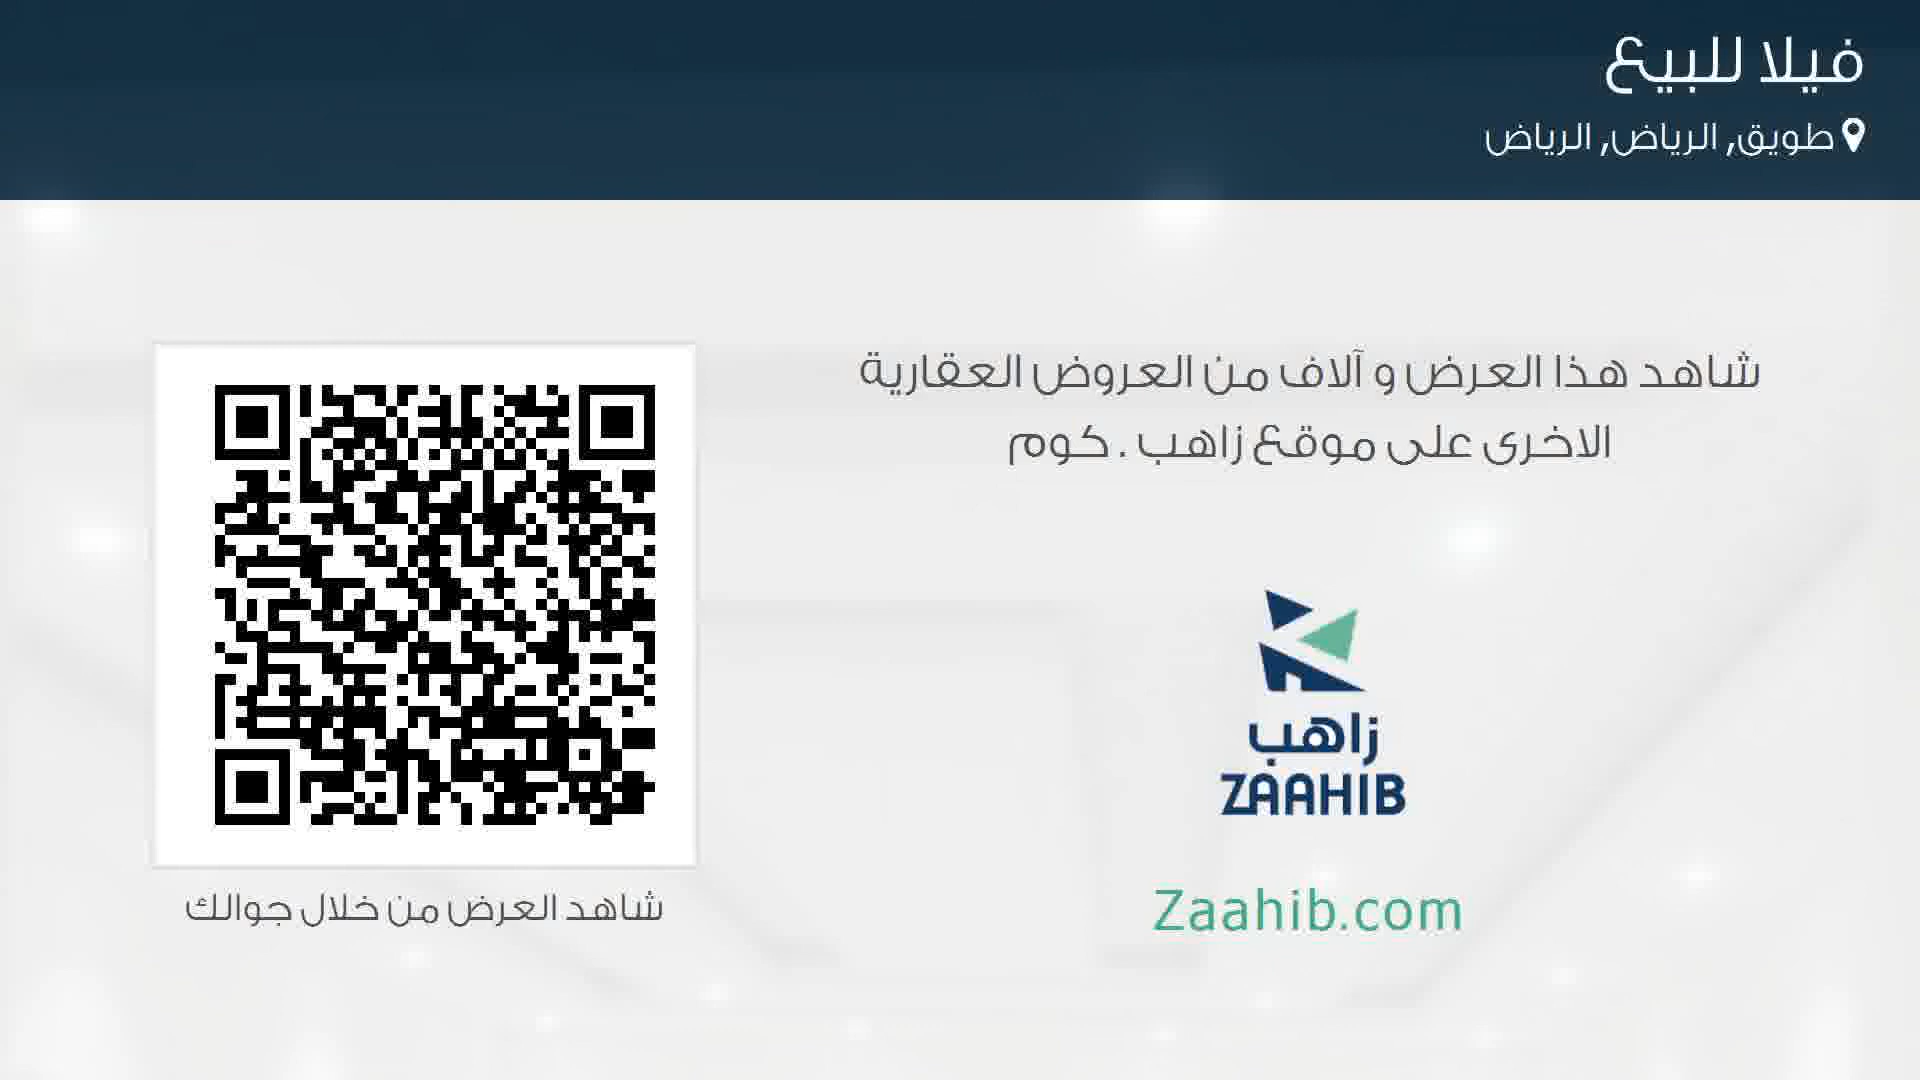 فيلا للبيع
طويق, الرياض, الرياض
شاهد هذا العرض و آلاف من العروض العقارية
الاخرى على موقع زاهب . كوم
زاهب
ZAAHIB
Zaahib.com
شاهد العرض من خلال جوالك